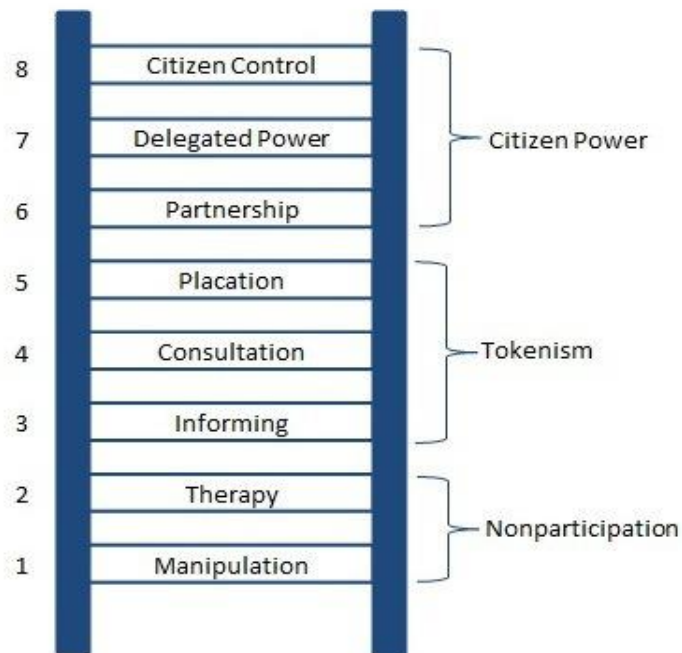 8 Citizen Control
7 Delegated Power Citizen Power
6 Partnership
5 Placation
4 Consultation Tokenism
3 Informing
2 Therapy
Nonparticipation
1 Manipulation